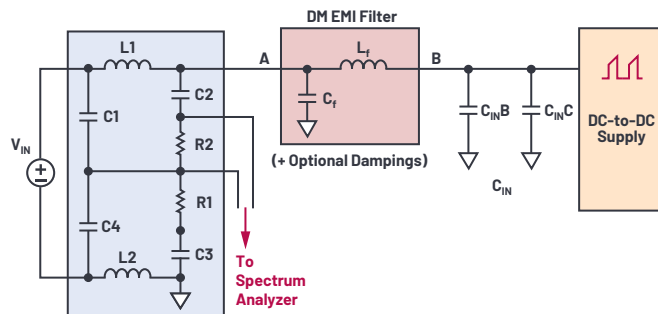 DM EMI Filter
L1
A
Lf
B
C2
Cf
C1
CINB
CINC
DC-to-DC
Supply
VIN
R2
(+ Optional Dampings)
CIN
R1
C4
C3
L2
To
Spectrum
Analyzer